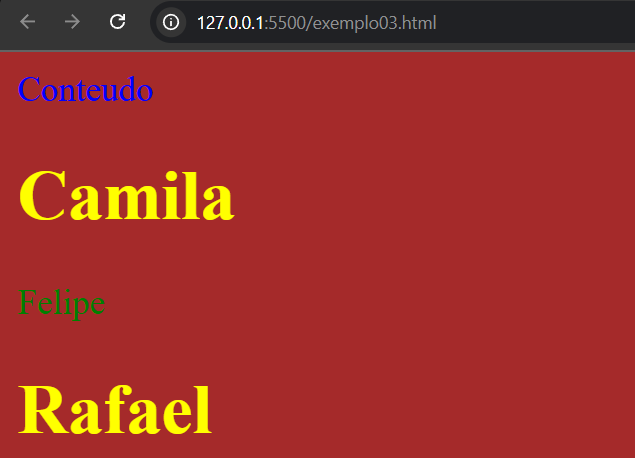 127.0.0.1:5500/exemplo03.html
Conteudo
Camila
Felipe
Rafael